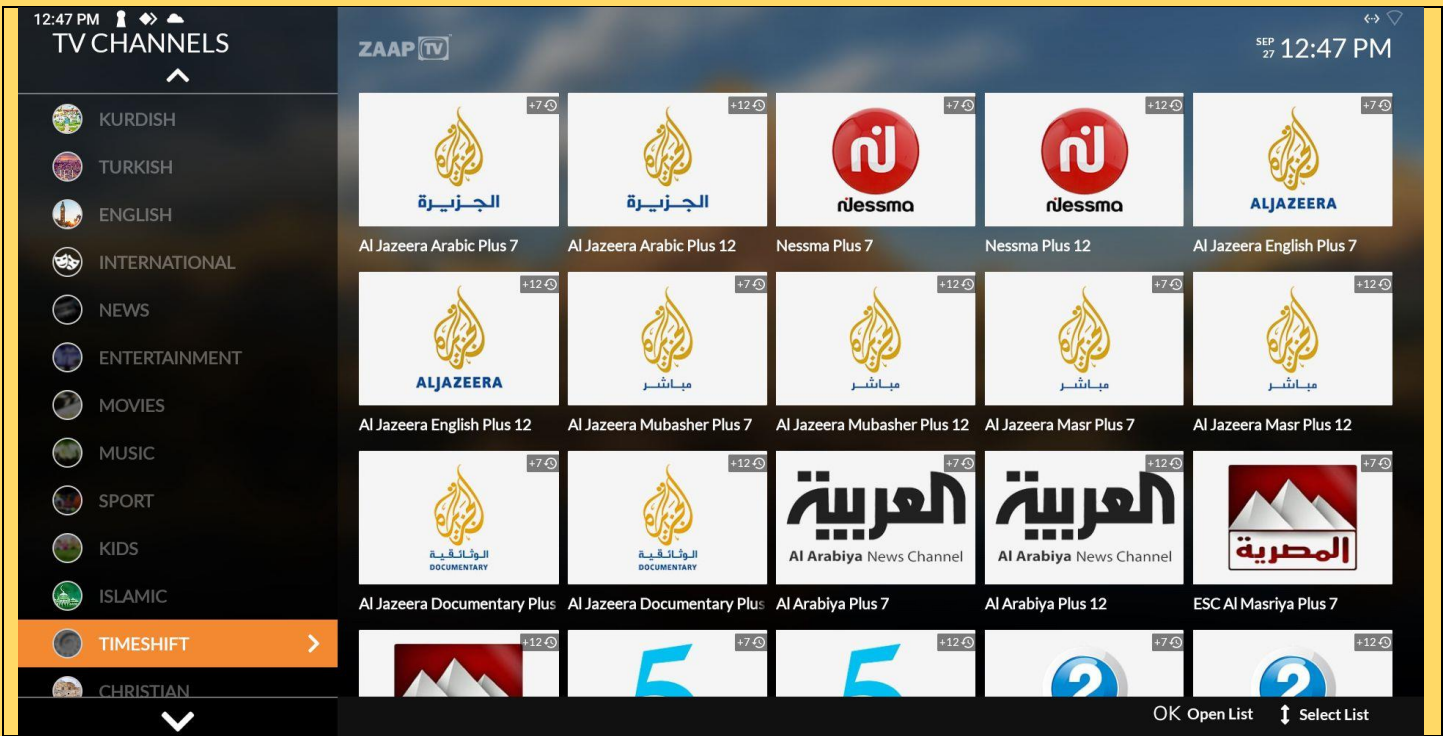 12:47 PM
TV CHANNELS
ZAAPTV
SEP
27
12:47 PM
KURDISH
TURKISH
ENGLISH
INTERNATIONAL
NEWS
ENTERTAINMENT
MOVIES
MUSIC
SPORT
KIDS
ISLAMIC
TIMESHIFT
CHRISTIAN
+7 +12 +7 +12 +7
الجزيرة الجزيرة nessma nessma ALJAZEERA
Al Jazeera Arabic Plus 7 Al Jazeera Arabic Plus 12 Nessma Plus 7 Nessma Plus 12 Al Jazeera English Plus 7
+12 +7 +12 +7 +12
ALJAZEERA مباشر مباشر مباشر مباشر
Al Jazeera English Plus 12 Al Jazeera Mubasher Plus 7 Al Jazeera Mubasher Plus 12 Al Jazeera Masr Plus 7 Al Jazeera Masr Plus 12
+7 +12 +7 +12 +7
الوثائقية الوثائقية العربية العربية المصرية
DOCUMENTARY DOCUMENTARY Al Arabiya News Channel Al Arabiya News Channel
Al Jazeera Documentary Plus Al Jazeera Documentary Plus Al Arabiya Plus 7 Al Arabiya Plus 12 ESC Al Masriya Plus 7
+12 +7 +12 +7 +12
5 5 2 2
OK Open List Select List